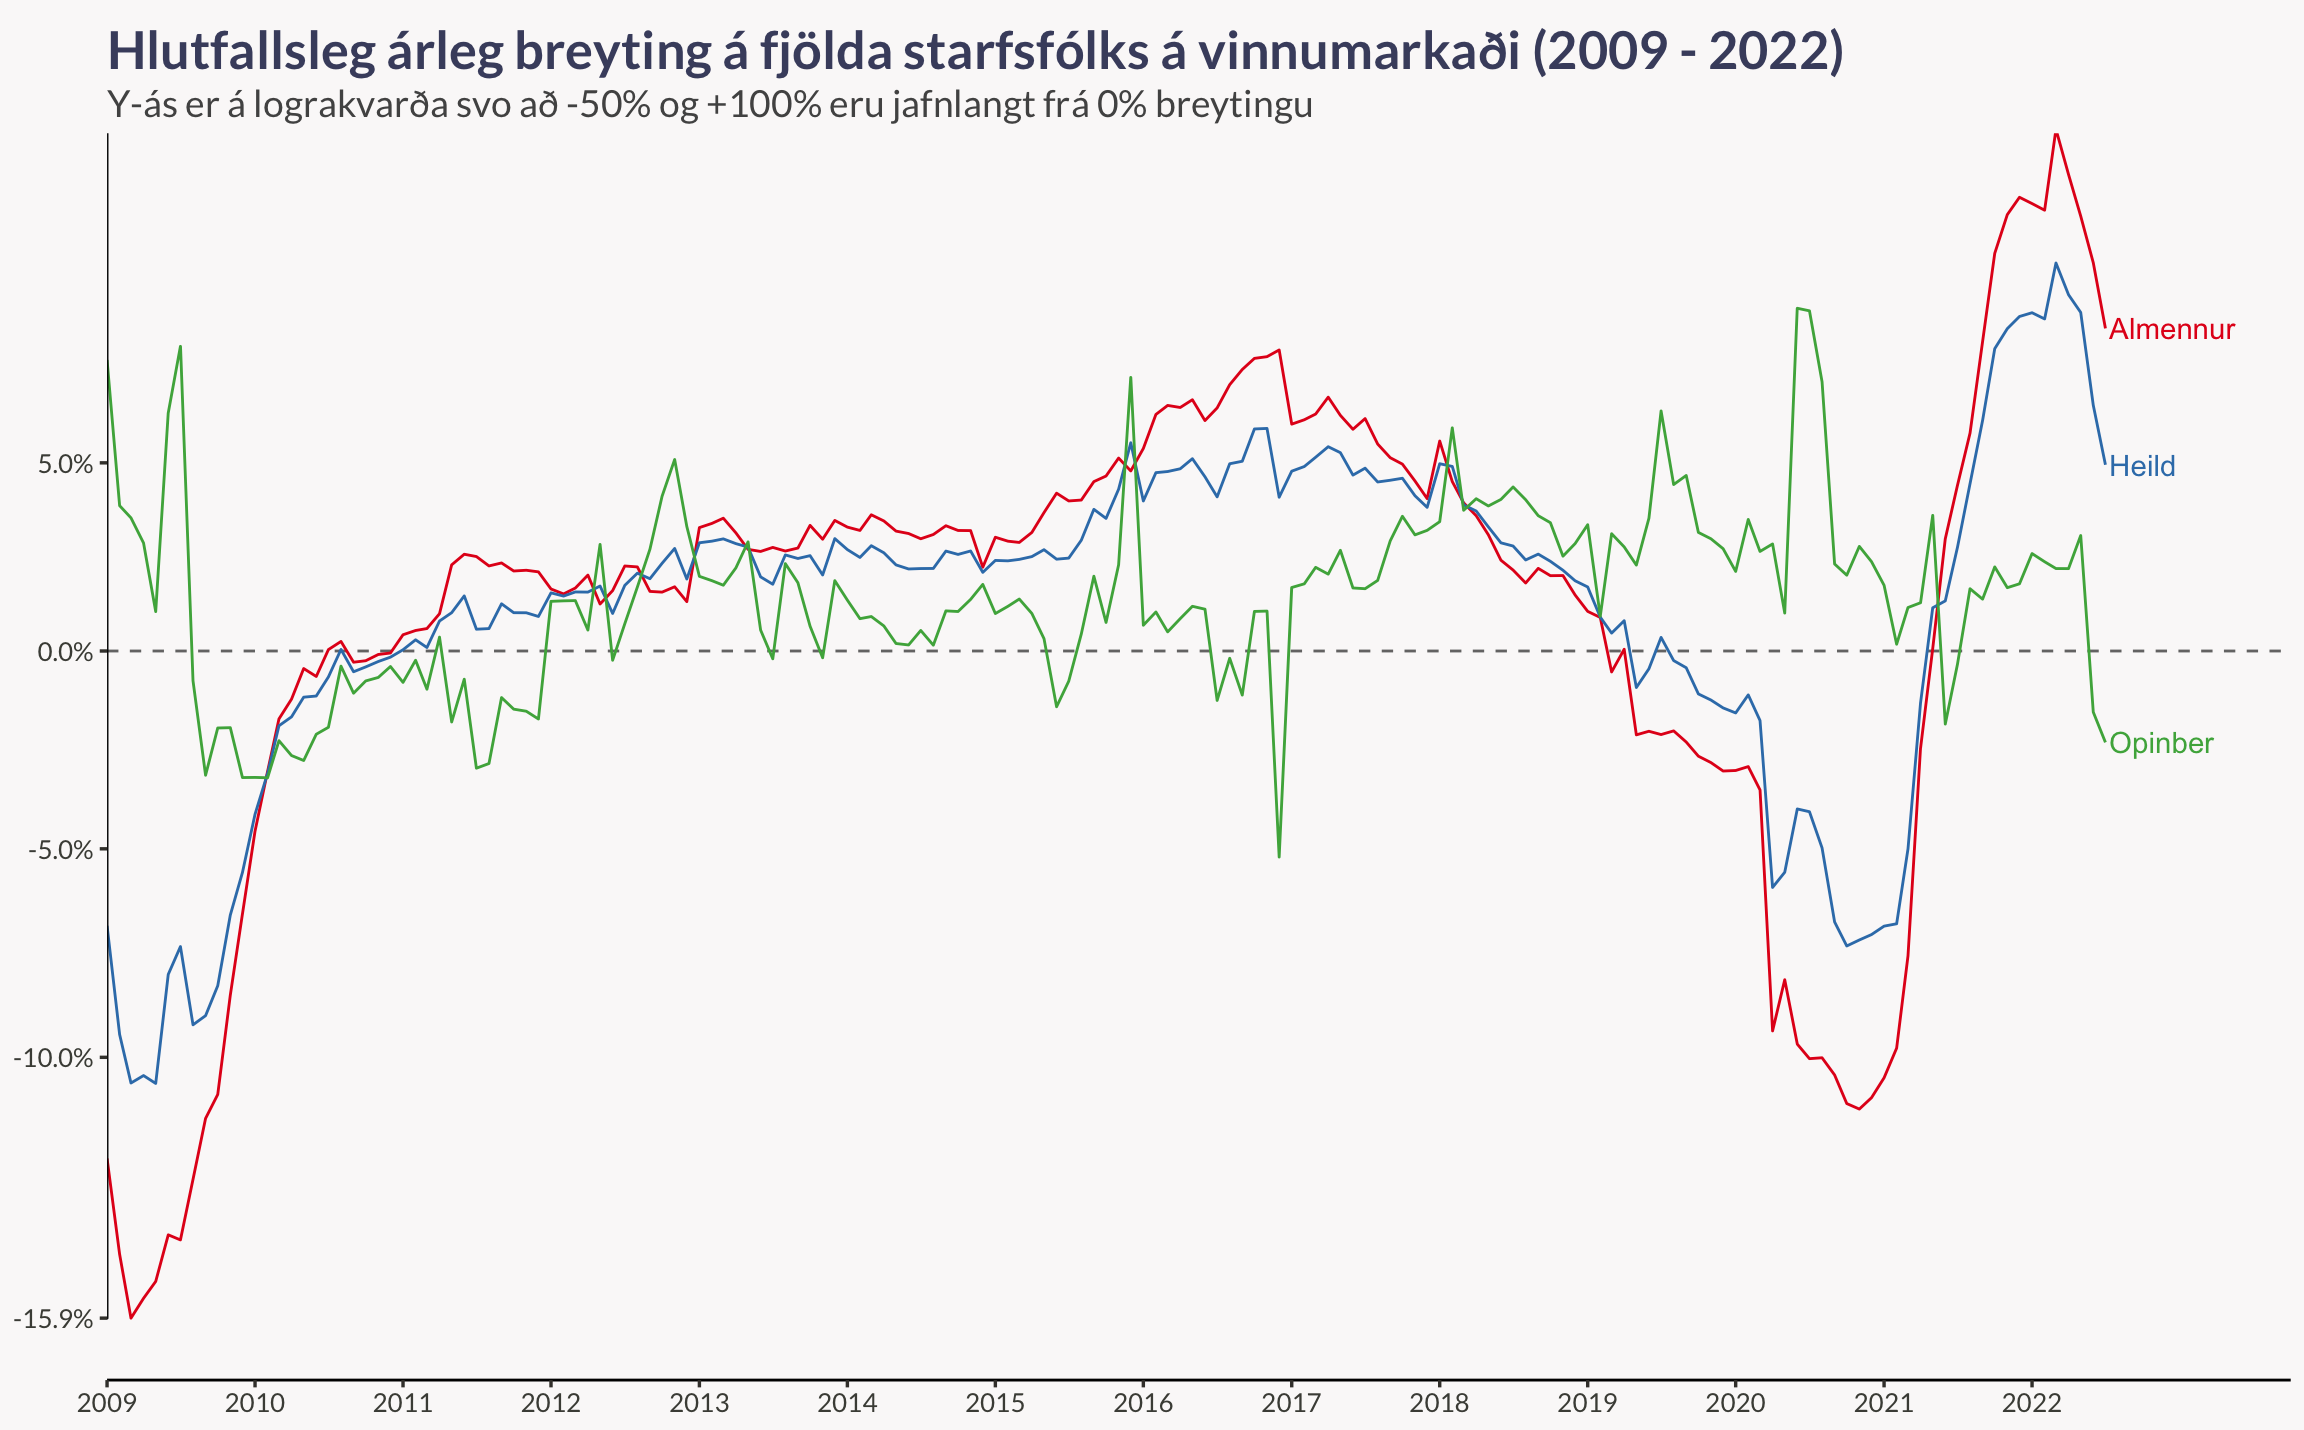 Hlutfallsleg árleg breyting á fjölda starfsfólks á vinnumarkaði (2009 - 2022)
Y-ás er á lograkvarða svo að -50% og +100% eru jafnlangt frá 0% breytingu
Almennur
5.0%
Heild
0.0%
Opinber
-5.0%
-10.0%
-15.9%
2009 2010 2011 2012 2013 2014 2015 2016 2017 2018 2019 2020 2021 2022